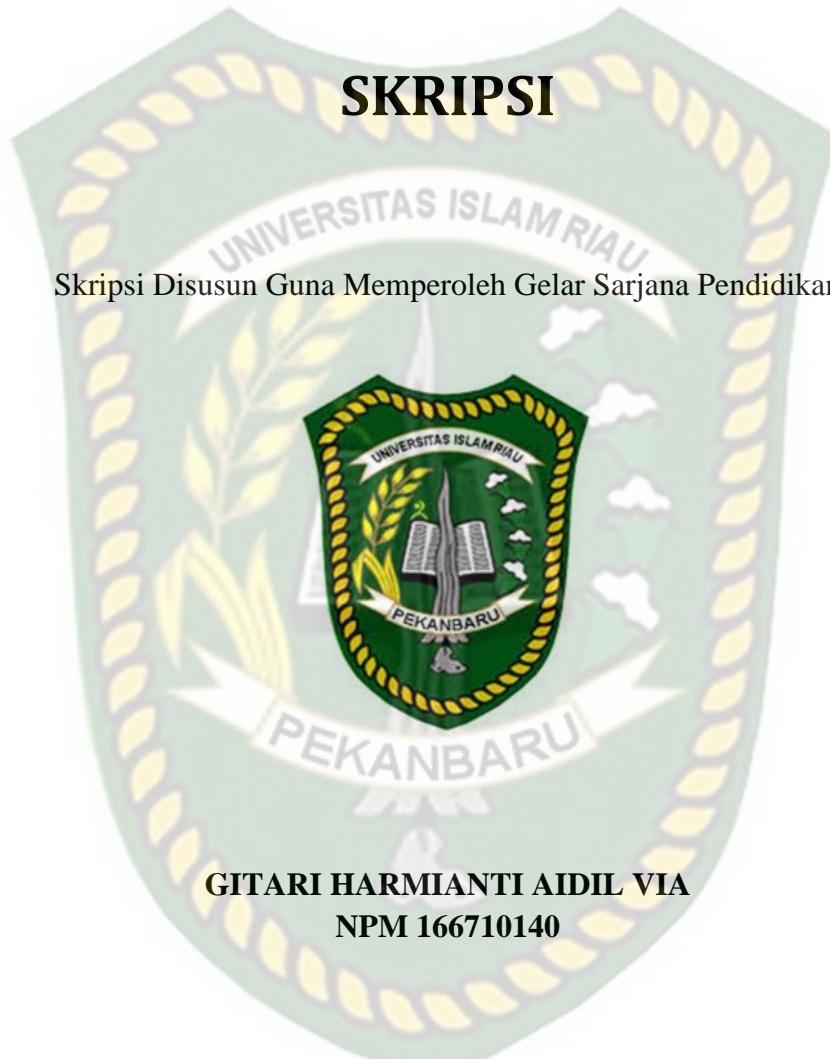 SKRIPSI
UNIVERSITAS ISLAM RIAU
Skripsi Disusun Guna Memperoleh Gelar Sarjana Pendidikan
UNIVERSITAS ISLAM RIAU
PEKANBARU
PEKANBARU
GITARI HARMIANTI AIDIL VIA
NPM 166710140